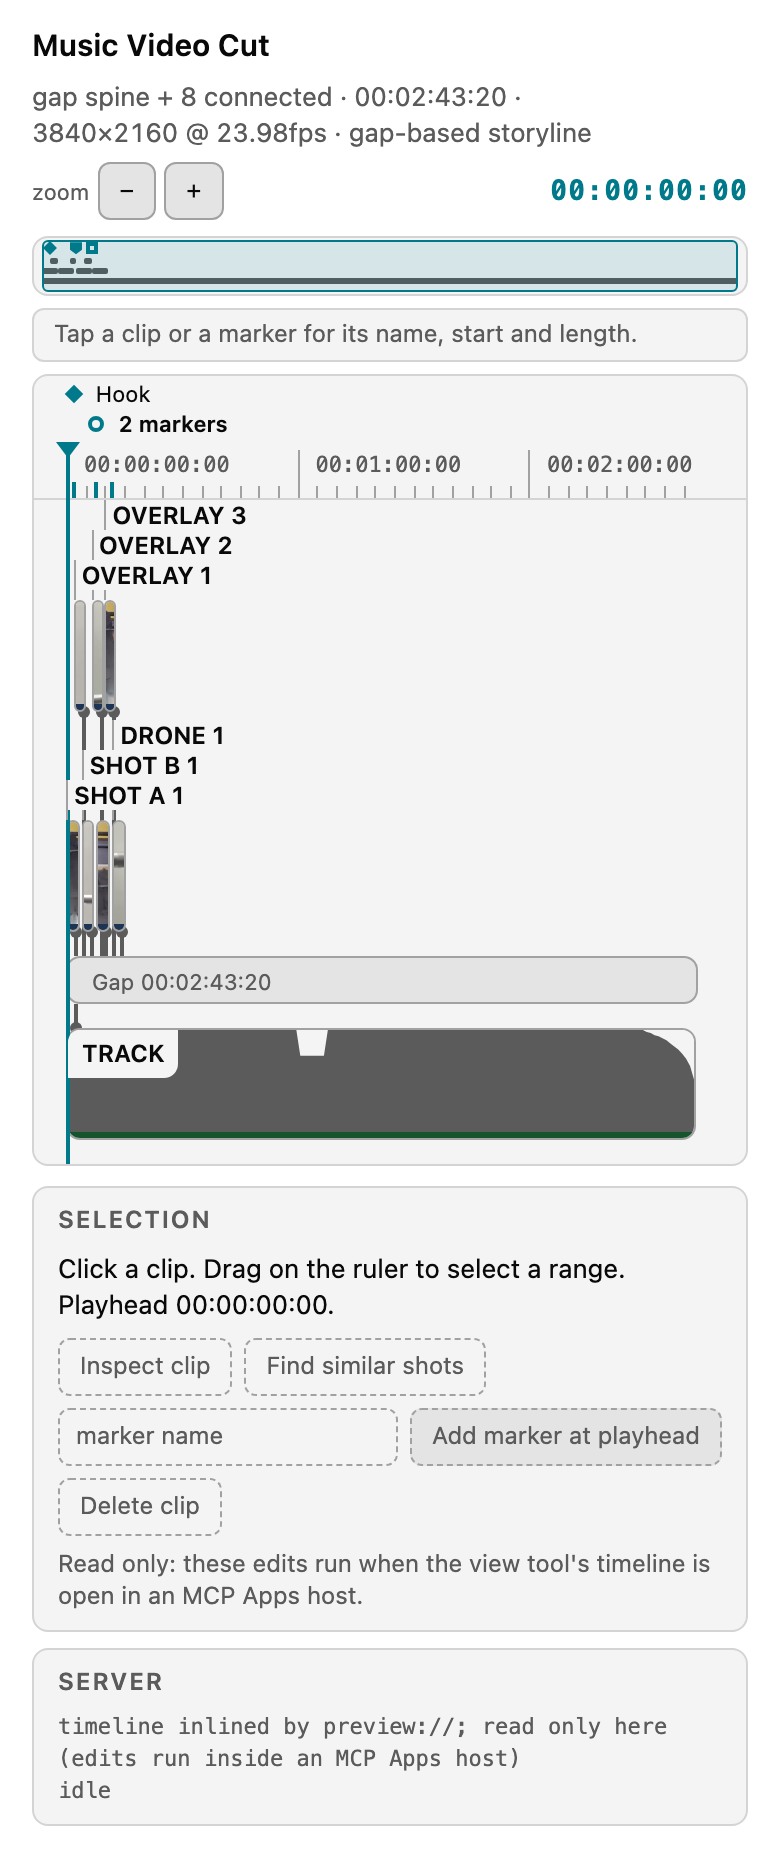 Music Video Cut
gap spine + 8 connected · 00:02:43:20 ·
3840×2160 @ 23.98fps · gap-based storyline
zoom − + 00:00:00:00
Tap a clip or a marker for its name, start and length.
Hook
2 markers
00:00:00:00 00:01:00:00 00:02:00:00
OVERLAY 3
OVERLAY 2
OVERLAY 1
DRONE 1
SHOT B 1
SHOT A 1
Gap 00:02:43:20
TRACK
SELECTION
Click a clip. Drag on the ruler to select a range.
Playhead 00:00:00:00.
Inspect clip Find similar shots
marker name Add marker at playhead
Delete clip
Read only: these edits run when the view tool's timeline is
open in an MCP Apps host.
SERVER
timeline inlined by preview://; read only here
(edits run inside an MCP Apps host)
idle